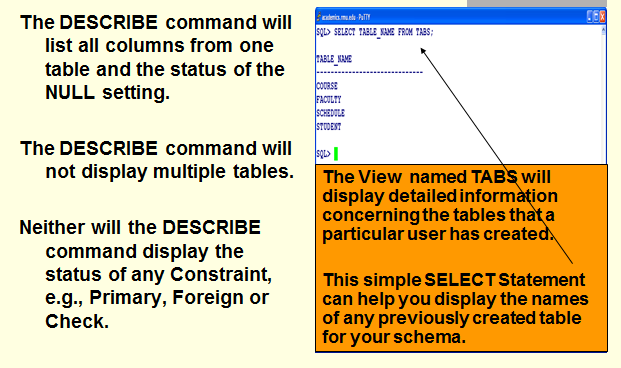 The DESCRIBE command will
list all columns from one
table and the status of the
NULL setting.
The DESCRIBE command will
not display multiple tables.
Neither will the DESCRIBE
command display the
status of any Constraint,
e.g., Primary, Foreign or
Check.
academics.rmu.edu - PuTTY
SQL> SELECT TABLE_NAME FROM TABS;
TABLE_NAME
------------------------------
COURSE
FACULTY
SCHEDULE
STUDENT
SQL>
The View named TABS will
display detailed information
concerning the tables that a
particular user has created.
This simple SELECT Statement
can help you display the names
of any previously created table
for your schema.